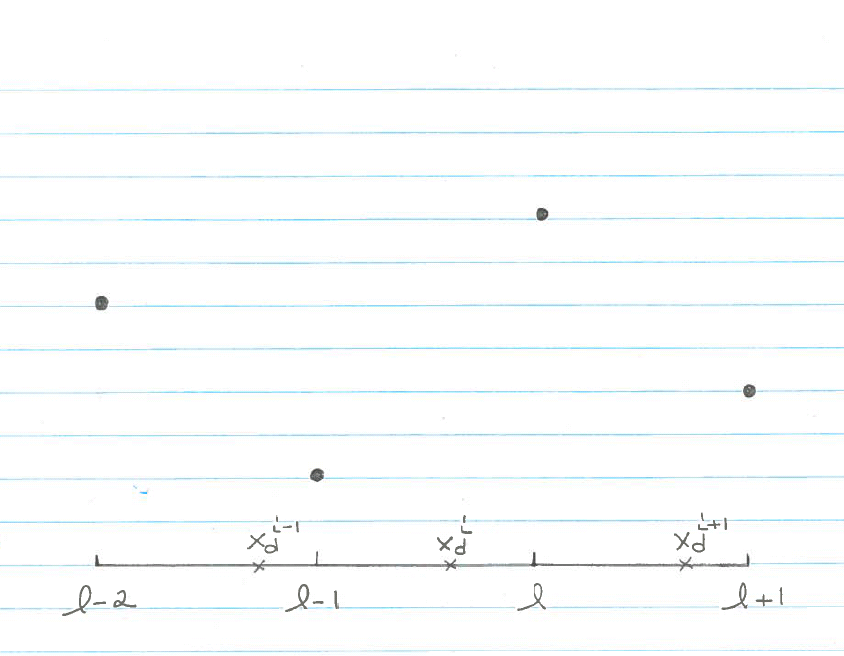 x_d^{i-1} x_d^i x_d^{i+1}
l-2 l-1 l l+1